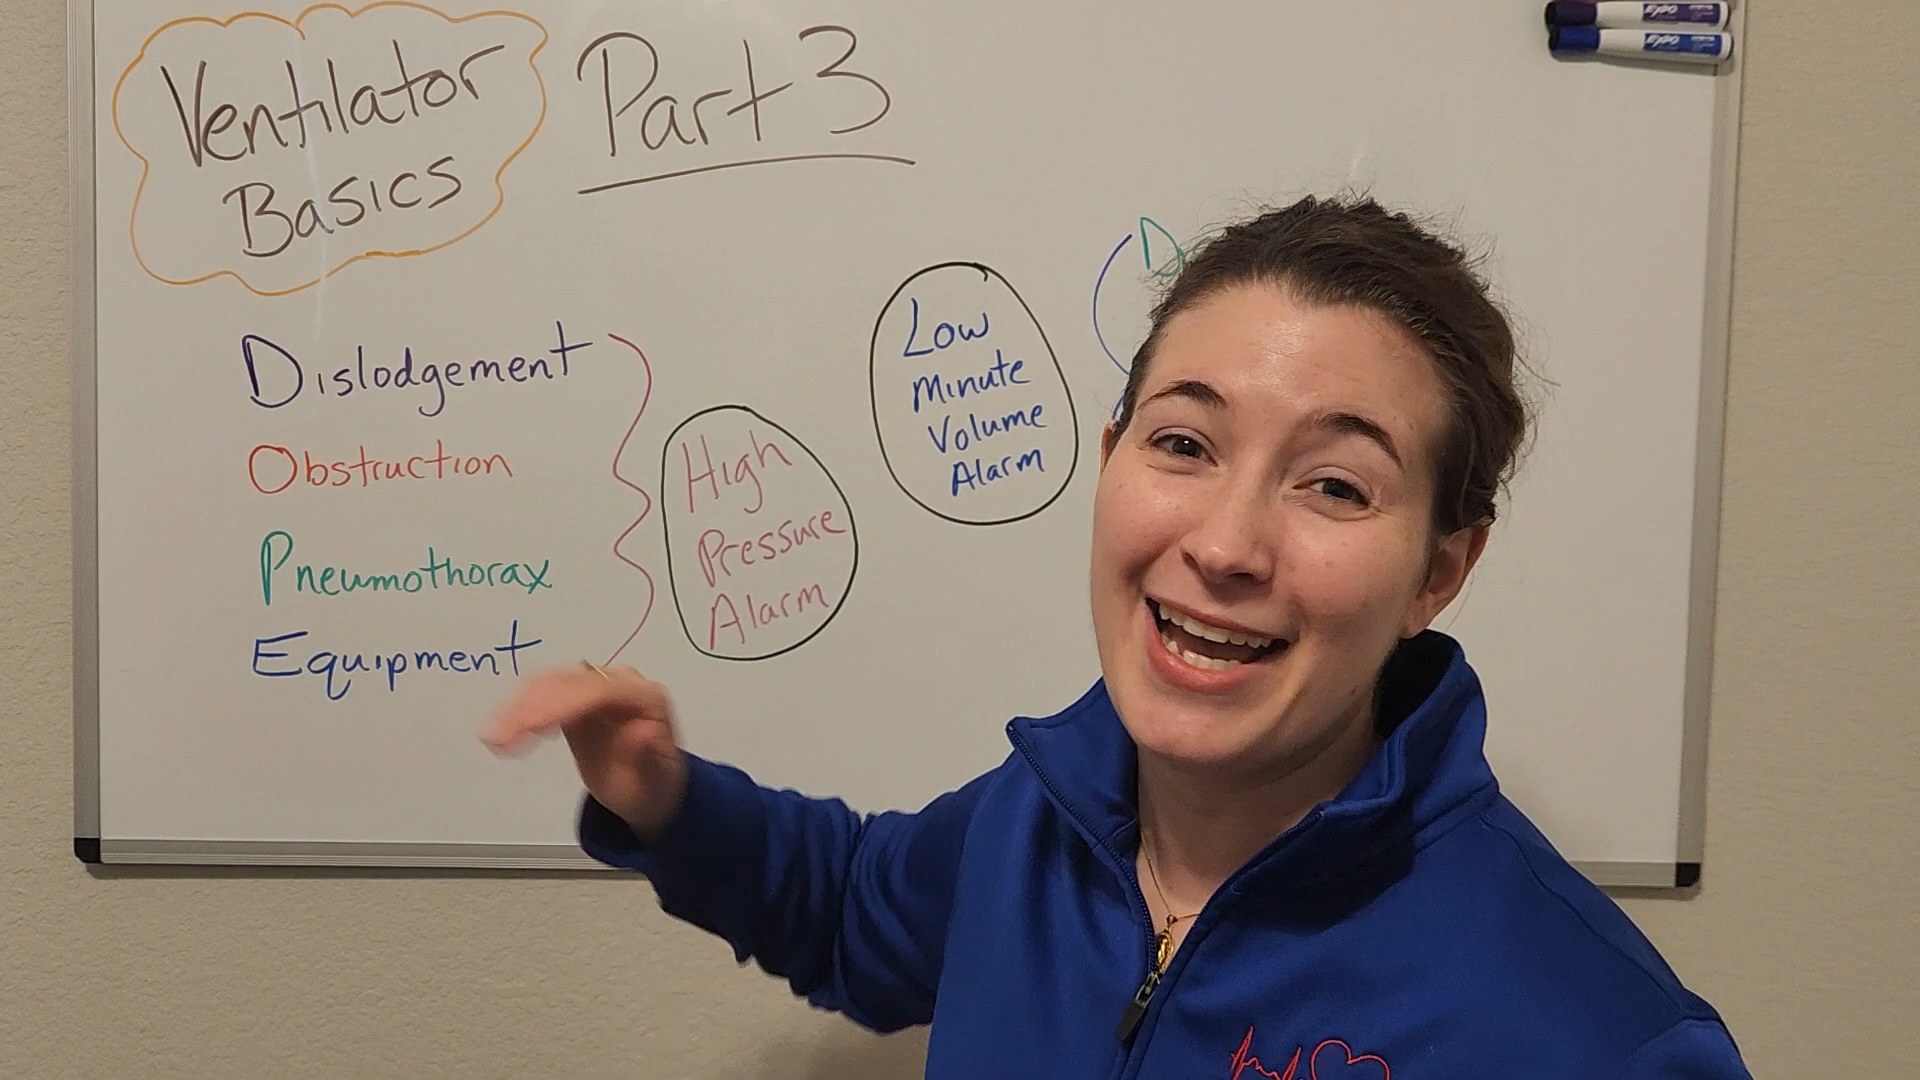 Ventilator
Basics
Part 3
Dislodgement
Obstruction
Pneumothorax
Equipment
High
Pressure
Alarm
Low
Minute
Volume
Alarm
EXPO
EXPO